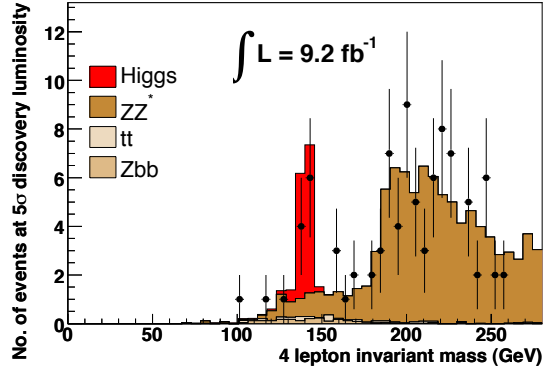 No. of events at 5σ discovery luminosity
12
10
8
6
4
2
0
∫ L = 9.2 fb-1
Higgs
ZZ*
tt
Zbb
0 50 100 150 200 250
4 lepton invariant mass (GeV)